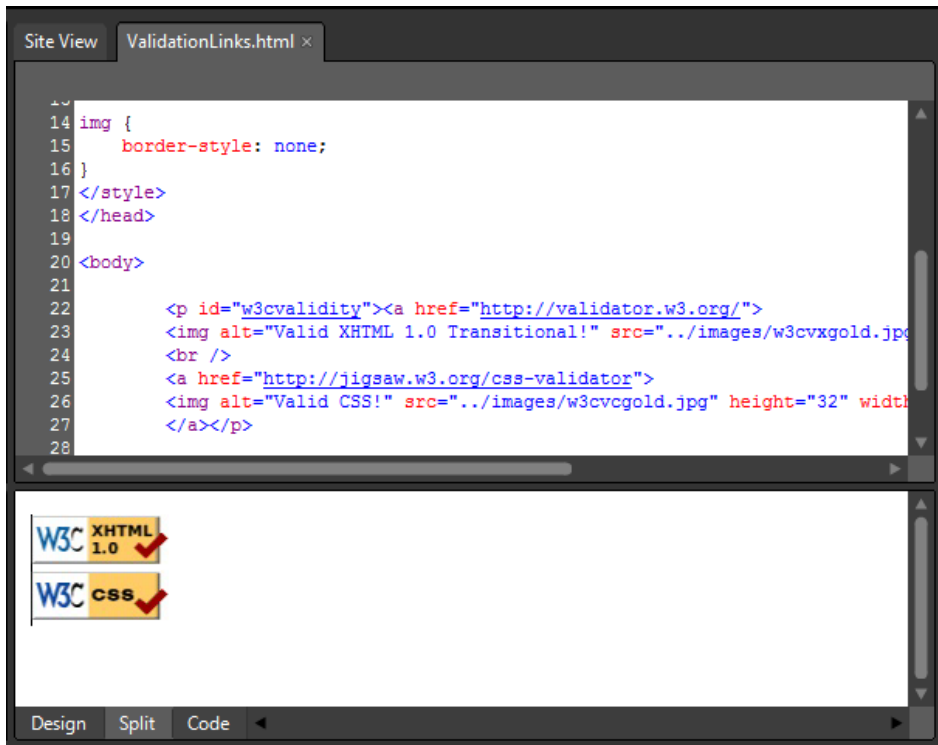 Site View ValidationLinks.html ×
14 img {
15 border-style: none;
16 }
17 </style>
18 </head>
19
20 <body>
21
22 <p id="w3cvalidity"><a href="http://validator.w3.org/">
23 <img alt="Valid XHTML 1.0 Transitional!" src="../images/w3cvxgold.jpg
24 <br />
25 <a href="http://jigsaw.w3.org/css-validator">
26 <img alt="Valid CSS!" src="../images/w3cvcgold.jpg" height="32" width
27 </a></p>
28
W3C XHTML
1.0
W3C css
Design Split Code